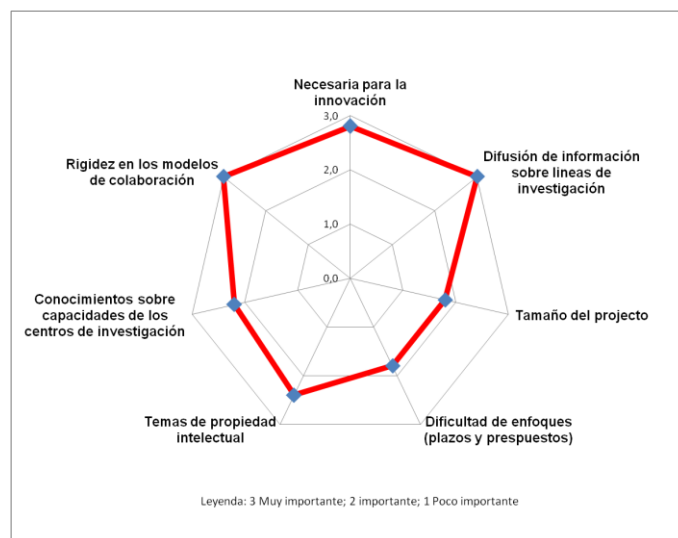 Necesaria para la
innovación
3,0
Difusión de información
sobre lineas de
investigación
Rigidez en los modelos
de colaboración
2,0
1,0
0,0
Conocimientos sobre
capacidades de los
centros de investigación
Tamaño del projecto
Temas de propiedad
intelectual
Dificultad de enfoques
(plazos y prespuestos)
Leyenda: 3 Muy importante; 2 importante; 1 Poco importante